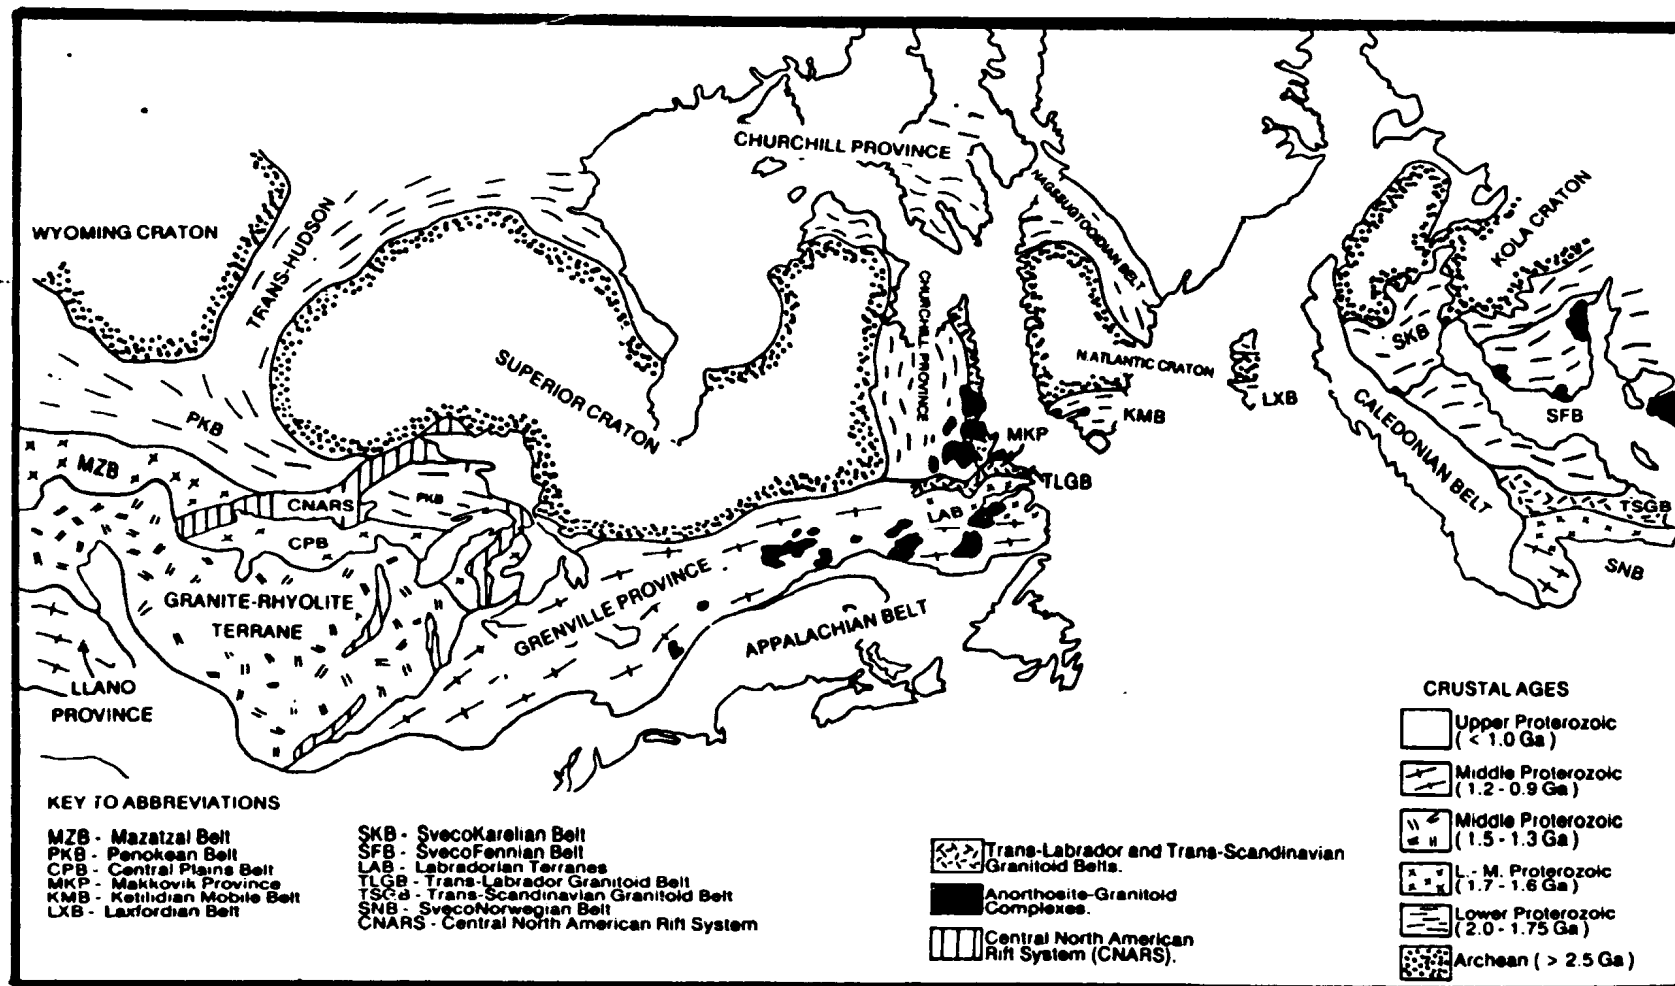 CHURCHILL PROVINCE
NAGSSUGTOQIDIAN BELT
WYOMING CRATON
TRANS-HUDSON
KOLA CRATON
CHURCHILL PROVINCE
SKB
SUPERIOR CRATON
N.ATLANTIC CRATON
LXB
PKB
KMB
CALEDONIAN BELT
SFB
MKP
MZB
TLGB
PKB
CNARS
LAB
TSGB
CPB
SNB
GRANITE-RHYOLITE
TERRANE
GRENVILLE PROVINCE
APPALACHIAN BELT
LLANO
PROVINCE
KEY TO ABBREVIATIONS
MZB - Mazatzal Belt
PKB - Penokean Belt
CPB - Central Plains Belt
MKP - Makkovik Province
KMB - Ketilidian Mobile Belt
LXB - Laxfordian Belt
SKB - SvecoKarelian Belt
SFB - SvecoFennian Belt
LAB - Labradorian Terranes
TLGB - Trans-Labrador Granitoid Belt
TSGB - Trans-Scandinavian Granitoid Belt
SNB - SvecoNorwegian Belt
CNARS - Central North American Rift System
Trans-Labrador and Trans-Scandinavian
Granitoid Belts.
Anorthosite-Granitoid
Complexes.
Central North American
Rift System (CNARS).
CRUSTAL AGES
Upper Proterozoic
( < 1.0 Ga )
Middle Proterozoic
( 1.2 - 0.9 Ga )
Middle Proterozoic
( 1.5 - 1.3 Ga )
L.- M. Proterozoic
( 1.7 - 1.6 Ga )
Lower Proterozoic
( 2.0 - 1.75 Ga )
Archean ( > 2.5 Ga )